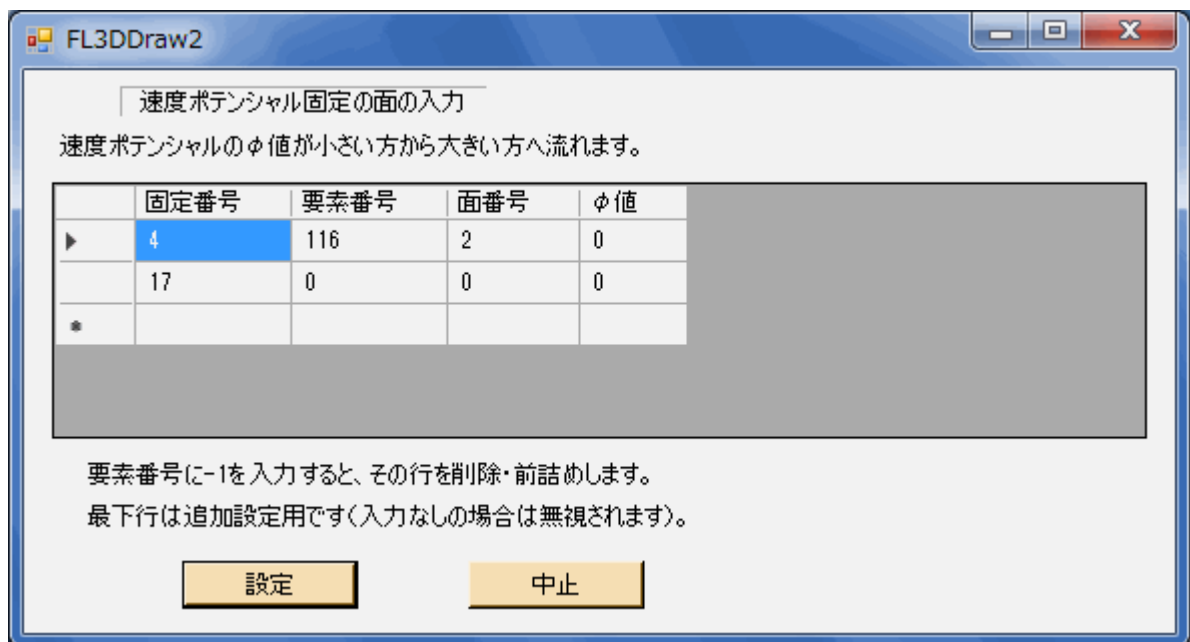 FL3DDraw2
速度ポテンシャル固定の面の入力
速度ポテンシャルのφ値が小さい方から大きい方へ流れます。
固定番号 要素番号 面番号 φ値
4 116 2 0
17 0 0 0
要素番号に-1を入力すると、その行を削除・前詰めします。
最下行は追加設定用です(入力なしの場合は無視されます)。
設定 中止